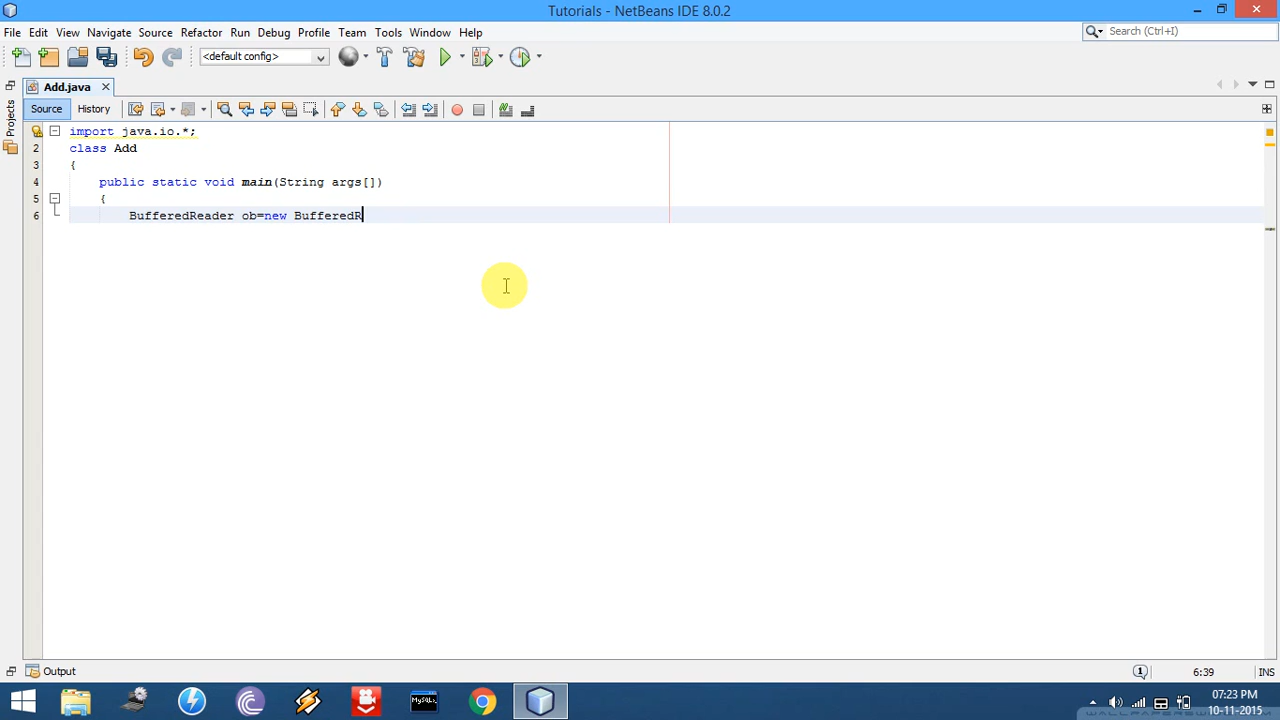 Tutorials - NetBeans IDE 8.0.2
File Edit View Navigate Source Refactor Run Debug Profile Team Tools Window Help
Search (Ctrl+I)
<default config>
Add.java
Projects
Source History
1 import java.io.*;
2 class Add
3 {
4 public static void main(String args[])
5 {
6 BufferedReader ob=new BufferedR
Output
1
6:39
INS
MySQL
07:23 PM
10-11-2015